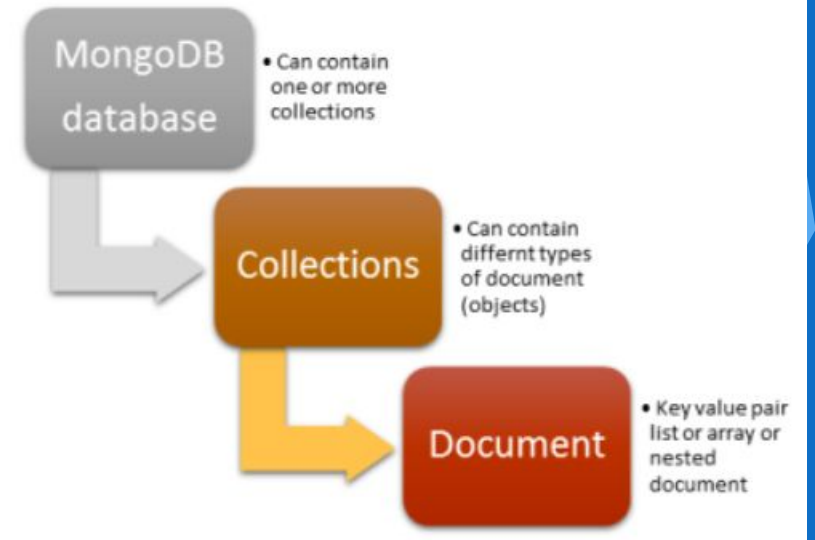 MongoDB
database
• Can contain
one or more
collections
Collections
• Can contain
differnt types
of document
(objects)
Document
• Key value pair
list or array or
nested
document